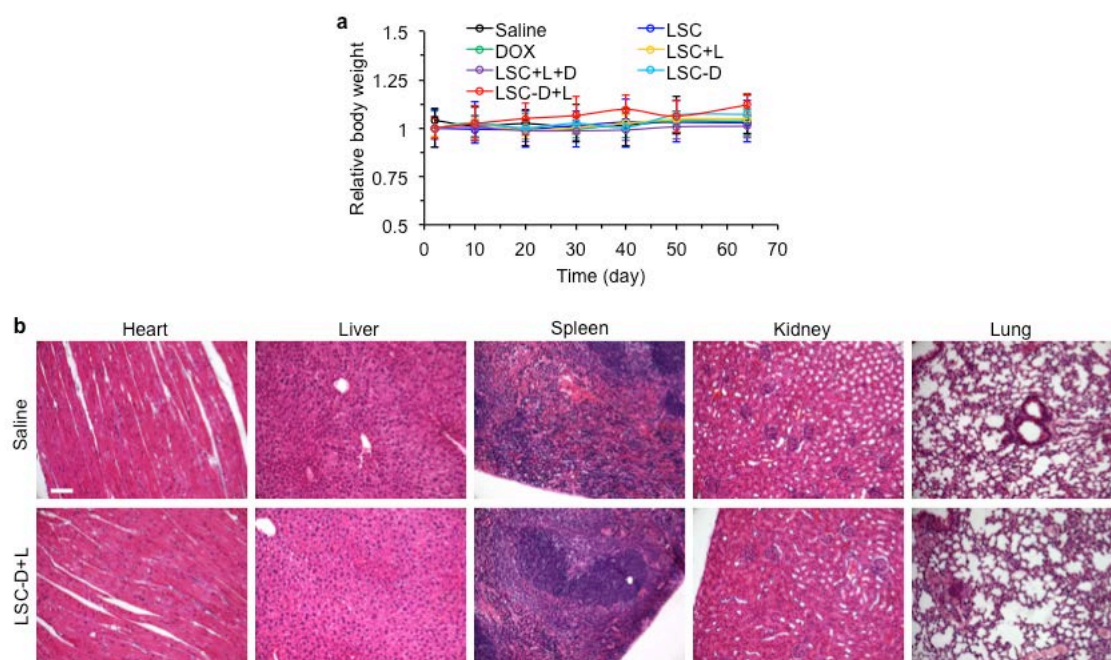 a
Saline LSC
DOX LSC+L
LSC+L+D LSC-D
LSC-D+L
1.5
1.25
1
0.75
0.5
Relative body weight
0 10 20 30 40 50 60 70
Time (day)
b
Heart Liver Spleen Kidney Lung
Saline
LSC-D+L